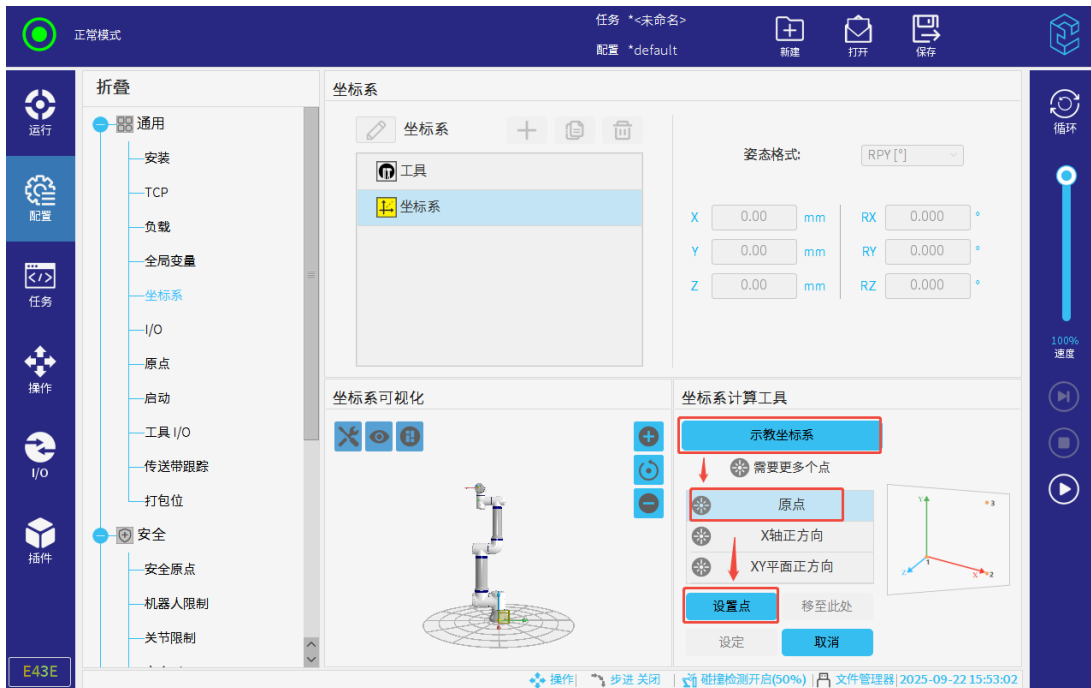 正常模式
任务 *<未命名>
配置 *default
新建
打开
保存
运行
配置
任务
操作
I/O
插件
E43E
折叠
通用
安装
TCP
负载
全局变量
坐标系
I/O
原点
启动
工具 I/O
传送带跟踪
打包位
安全
安全原点
机器人限制
关节限制
坐标系
坐标系
工具
坐标系
姿态格式:
RPY [°]
X 0.00 mm RX 0.000 °
Y 0.00 mm RY 0.000 °
Z 0.00 mm RZ 0.000 °
坐标系可视化
坐标系计算工具
示教坐标系
需要更多个点
原点
X轴正方向
XY平面正方向
设置点
移至此处
设定
取消
Y
3
1
Z
X
2
循环
100%
速度
操作
步进 关闭
碰撞检测开启(50%)
文件管理器
2025-09-22 15:53:02